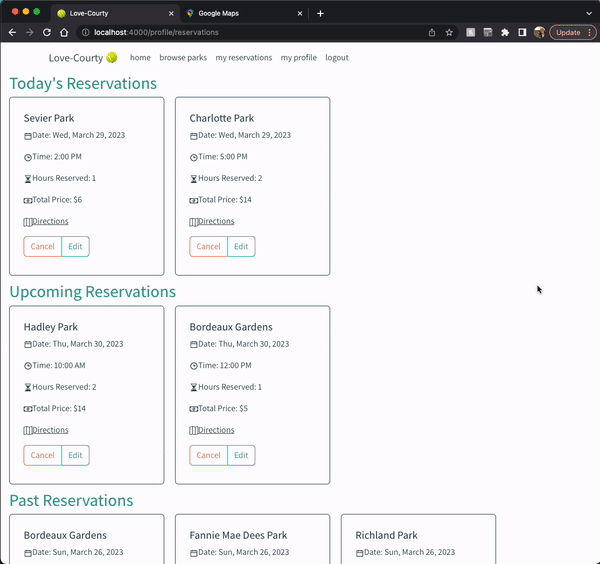 Love-Courty
Google Maps
localhost:4000/profile/reservations
Update
Love-Courty
home
browse parks
my reservations
my profile
logout
Today's Reservations
Sevier Park
Date: Wed, March 29, 2023
Time: 2:00 PM
Hours Reserved: 1
Total Price: $6
Directions
Cancel
Edit
Charlotte Park
Date: Wed, March 29, 2023
Time: 5:00 PM
Hours Reserved: 2
Total Price: $14
Directions
Cancel
Edit
Upcoming Reservations
Hadley Park
Date: Thu, March 30, 2023
Time: 10:00 AM
Hours Reserved: 2
Total Price: $14
Directions
Cancel
Edit
Bordeaux Gardens
Date: Thu, March 30, 2023
Time: 12:00 PM
Hours Reserved: 1
Total Price: $5
Directions
Cancel
Edit
Past Reservations
Bordeaux Gardens
Date: Sun, March 26, 2023
Fannie Mae Dees Park
Date: Sun, March 26, 2023
Richland Park
Date: Sun, March 26, 2023